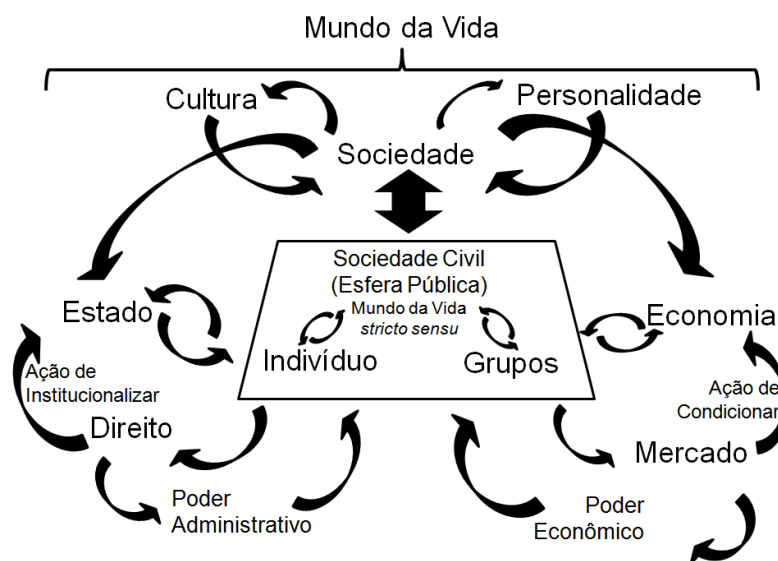 Mundo da Vida
Cultura
Personalidade
Sociedade
Sociedade Civil
(Esfera Pública)
Mundo da Vida
stricto sensu
Estado
Economia
Indivíduo
Grupos
Ação de
Institucionalizar
Ação de
Condicionar
Direito
Mercado
Poder
Administrativo
Poder
Econômico